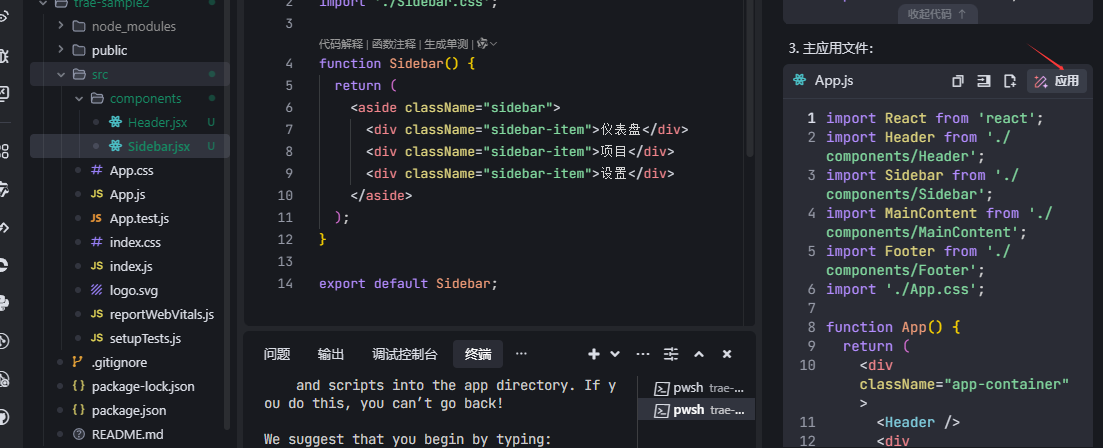 trae-sample2
node_modules
public
src
components
Header.jsx U
Sidebar.jsx U
App.css
App.js
App.test.js
index.css
index.js
logo.svg
reportWebVitals.js
setupTests.js
.gitignore
package-lock.json
package.json
README.md
2 import './Sidebar.css';
3
代码解释 | 函数注释 | 生成单测 |
4 function Sidebar() {
5 return (
6 <aside className="sidebar">
7 <div className="sidebar-item">仪表盘</div>
8 <div className="sidebar-item">项目</div>
9 <div className="sidebar-item">设置</div>
10 </aside>
11 );
12 }
13
14 export default Sidebar;
问题 输出 调试控制台 终端 ···
and scripts into the app directory. If y
ou do this, you can’t go back!
We suggest that you begin by typing:
pwsh trae-...
pwsh trae-...
收起代码 ↑
3. 主应用文件:
App.js 应用
1 import React from 'react';
2 import Header from './
components/Header';
3 import Sidebar from './
components/Sidebar';
4 import MainContent from './
components/MainContent';
5 import Footer from './
components/Footer';
6 import './App.css';
7
8 function App() {
9 return (
10 <div
className="app-container"
>
11 <Header />
12 <div